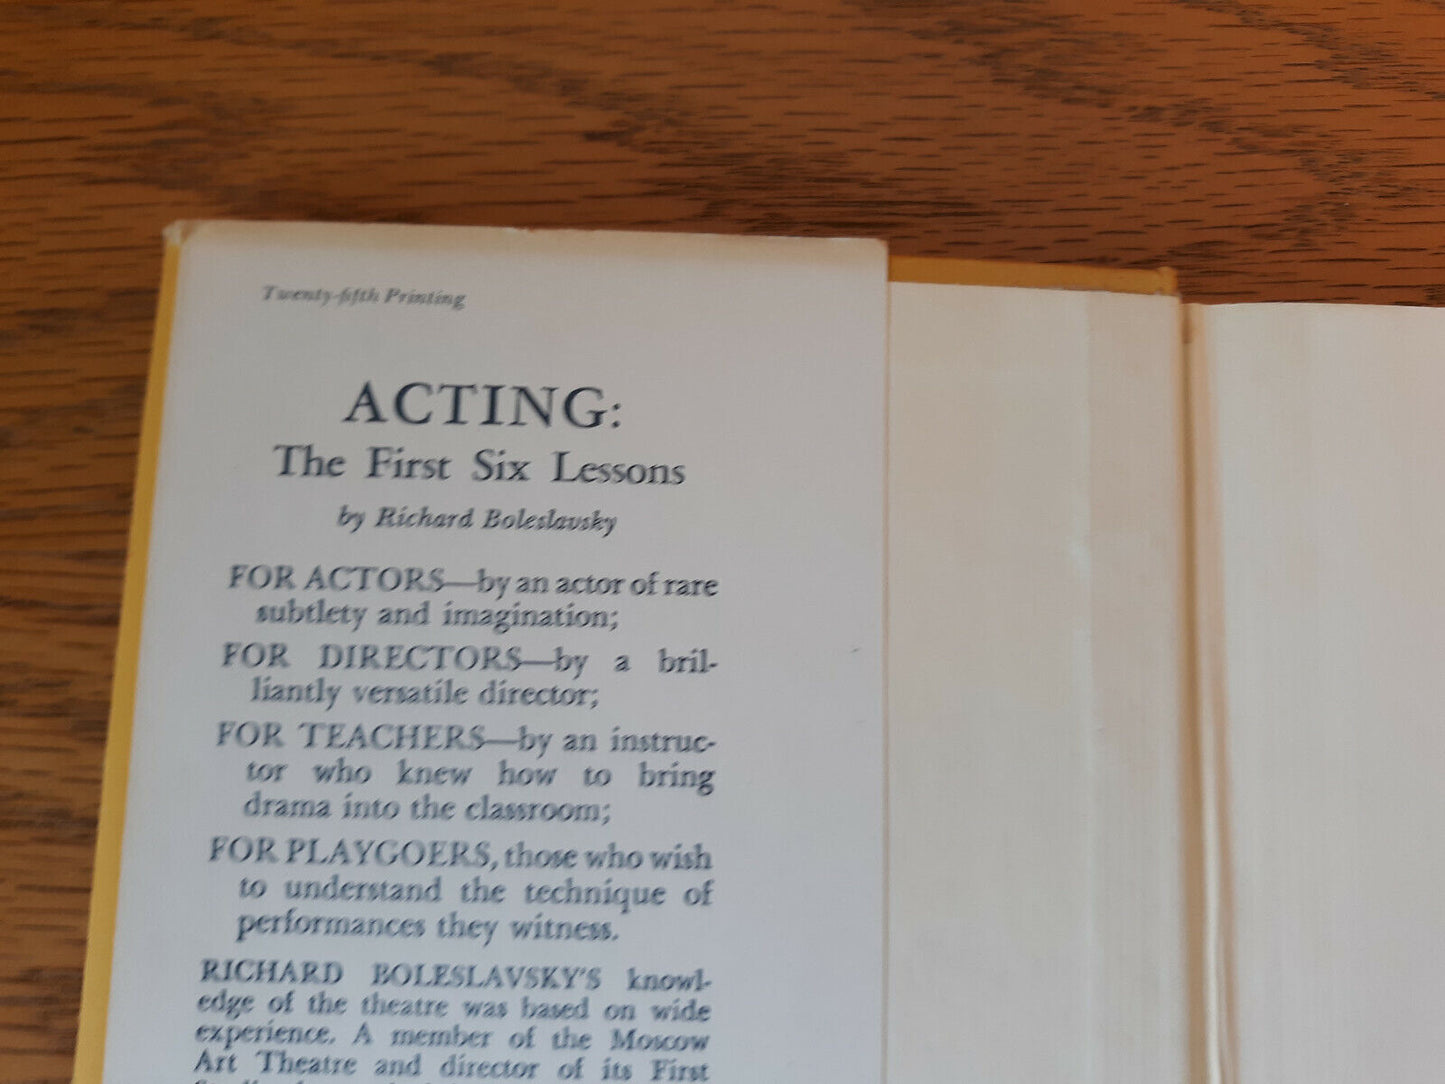 Twenty-fifth Printing
ACTING:
The First Six Lessons
by Richard Boleslavsky
FOR ACTORS—by an actor of rare
subtlety and imagination;
FOR DIRECTORS—by a bril-
liantly versatile director;
FOR TEACHERS—by an instruc-
tor who knew how to bring
drama into the classroom;
FOR PLAYGOERS, those who wish
to understand the technique of
performances they witness.
RICHARD BOLESLAVSKY'S knowl-
edge of the theatre was based on wide
experience. A member of the Moscow
Art Theatre and director of its First